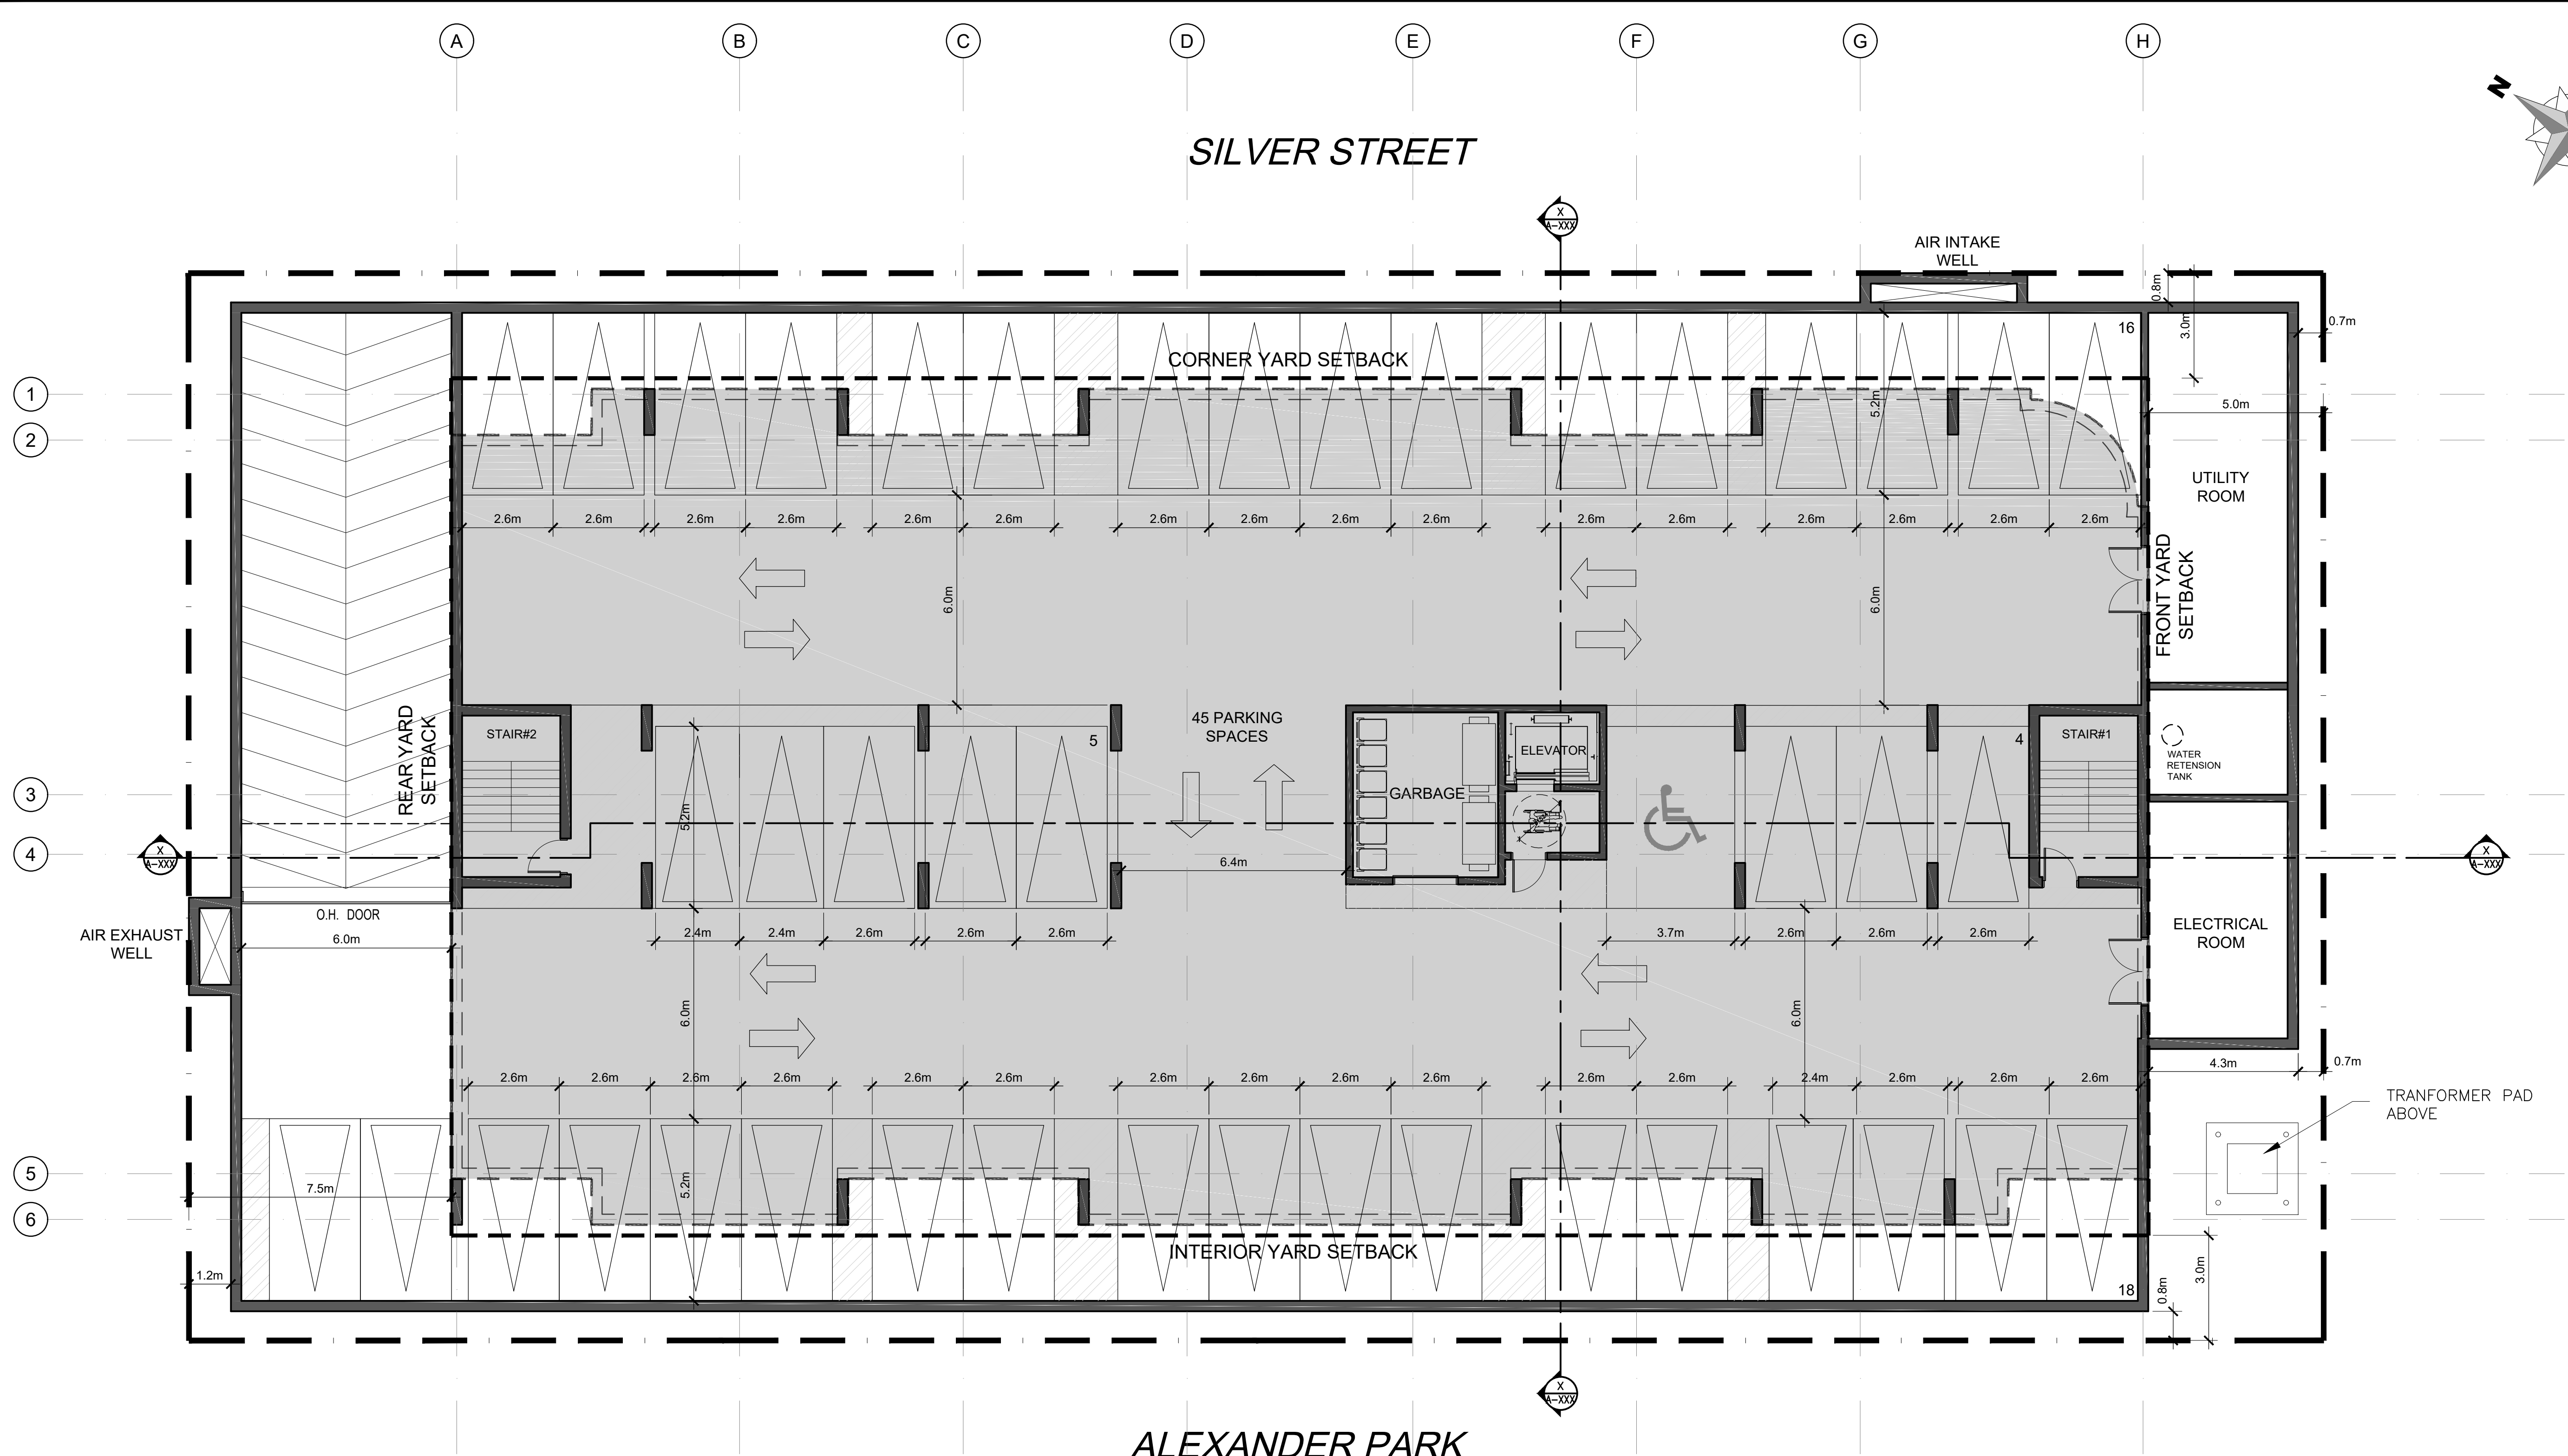 A B C D E F G H
N
SILVER STREET
X
A-XXX
AIR INTAKE
WELL
0.8m
3.0m
0.7m
16
CORNER YARD SETBACK
1
5.2m
5.0m
2
UTILITY
ROOM
2.6m 2.6m 2.6m 2.6m 2.6m 2.6m 2.6m 2.6m 2.6m 2.6m 2.6m 2.6m 2.6m 2.6m 2.6m 2.6m
FRONT YARD
SETBACK
6.0m
6.0m
REAR YARD
SETBACK
STAIR#2
5
45 PARKING
SPACES
ELEVATOR
4
STAIR#1
WATER
RETENSION
TANK
3
GARBAGE
5.2m
4
X
A-XXX
6.4m
X
A-XXX
O.H. DOOR
6.0m
AIR EXHAUST
WELL
2.4m 2.4m 2.6m 2.6m 2.6m
3.7m 2.6m 2.6m 2.6m
ELECTRICAL
ROOM
6.0m
6.0m
4.3m
0.7m
2.6m 2.6m 2.6m 2.6m 2.6m 2.6m 2.6m 2.6m 2.6m 2.6m 2.6m 2.6m 2.4m 2.6m 2.6m 2.6m
TRANFORMER PAD
ABOVE
5
7.5m
5.2m
6
INTERIOR YARD SETBACK
1.2m
18
0.8m
3.0m
X
A-XXX
ALEXANDER PARK